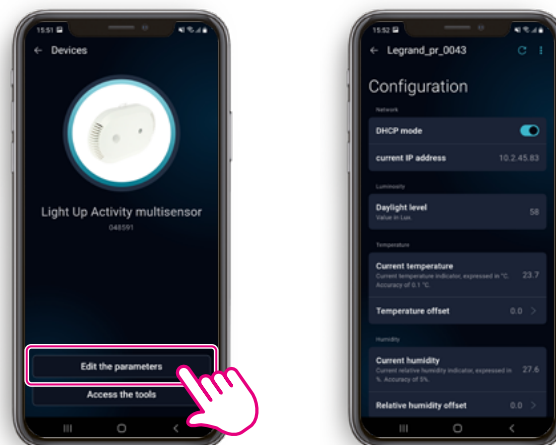 15:51
Devices
Light Up Activity multisensor
048591
Edit the parameters
Access the tools
15:52
Legrand_pr_0043
Configuration
Network
DHCP mode
current IP address 10.2.45.83
Luminosity
Daylight level 58
Value in Lux
Temperature
Current temperature
Current temperature indicator, expressed in °C. 23.7
Accuracy of 0.1 °C.
Temperature offset 0.0
Humidity
Current humidity
Current relative humidity indicator, expressed in 27.6
%. Accuracy of 5%.
Relative humidity offset 0.0